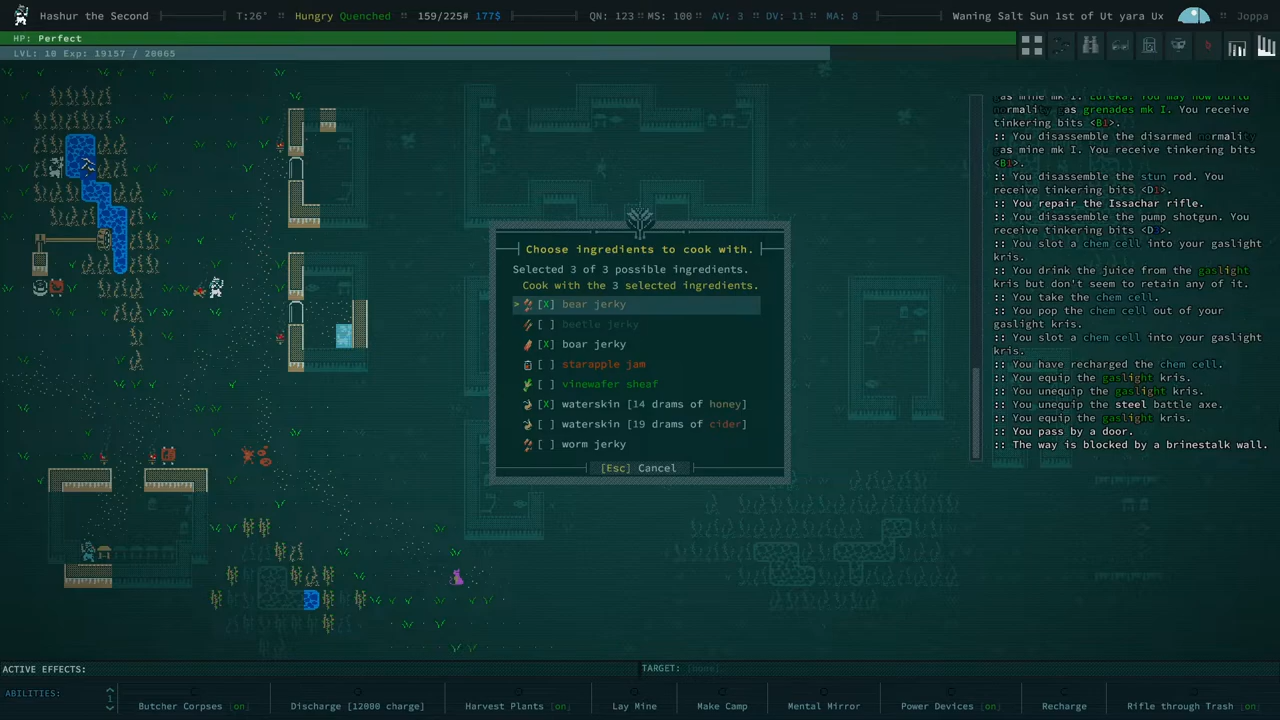 Hashur the Second T:26° Hungry Quenched 159/225# 177$ QN: 123 MS: 100 AV: 3 DV: 11 MA: 8 Waning Salt Sun 1st of Ut yara Ux Joppa
HP: Perfect
LVL: 18 Exp: 19157 / 20065
as mine mk I. Eureka! You may now build
normality gas grenades mk I. You receive
tinkering bits <B1>.
:: You disassemble the disarmed normality
gas mine mk I. You receive tinkering bits
<B1>.
:: You disassemble the stun rod. You
receive tinkering bits <D1>.
:: You repair the Issachar rifle.
:: You disassemble the pump shotgun. You
receive tinkering bits
:: You slot a chem cell into your gaslight
kris.
:: You drink the juice from the gaslight
kris but don't seem to retain any of it.
:: You take the chem cell.
:: You pop the chem cell out of your
gaslight kris.
:: You slot a chem cell into your gaslight
kris.
:: You have recharged the chem cell.
:: You equip the gaslight kris.
:: You unequip the gaslight kris.
:: You unequip the steel battle axe.
:: You equip the gaslight kris.
:: You pass by a door.
:: The way is blocked by a brinestalk wall.
Choose ingredients to cook with.
Selected 3 of 3 possible ingredients.
Cook with the 3 selected ingredients.
> [X] bear jerky
[ ] beetle jerky
[X] boar jerky
[ ] starapple jam
[ ] vinewafer sheaf
[X] waterskin [14 drams of honey]
[ ] waterskin [19 drams of cider]
[ ] worm jerky
[Esc] Cancel
ACTIVE EFFECTS: TARGET: [none]
ABILITIES: 1 Butcher Corpses [on] Discharge [12000 charge] Harvest Plants [on] Lay Mine Make Camp Mental Mirror Power Devices [on] Recharge Rifle through Trash [on]